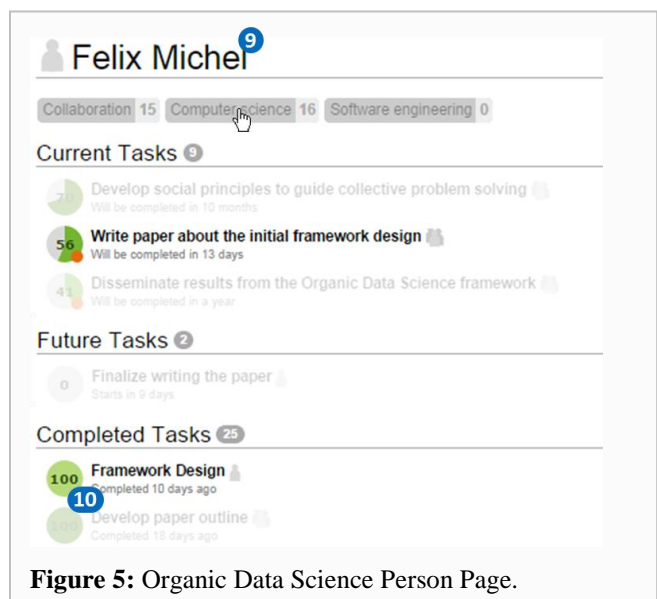 Felix Michel 9
Collaboration 15 Computer science 16 Software engineering 0
Current Tasks 9
70 Develop social principles to guide collective problem solving
Will be completed in 10 months
56 Write paper about the initial framework design
Will be completed in 13 days
41 Disseminate results from the Organic Data Science framework
Will be completed in a year
Future Tasks 2
0 Finalize writing the paper
Starts in 9 days
Completed Tasks 25
100 Framework Design
Completed 10 days ago
10
100 Develop paper outline
Completed 18 days ago
Figure 5: Organic Data Science Person Page.